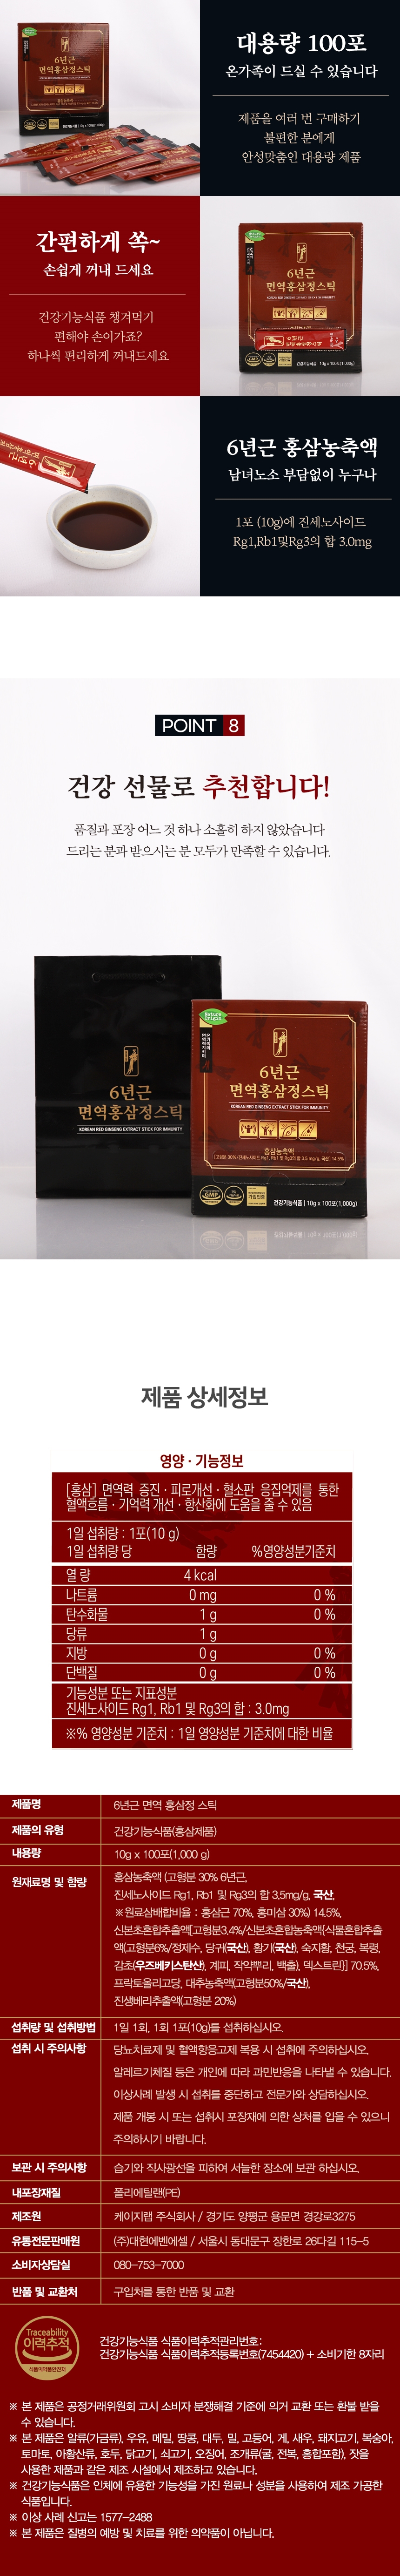 대용량 100포
온가족이 드실 수 있습니다
제품을 여러 번 구매하기
불편한 분에게
안성맞춤인 대용량 제품
6년근
면역홍삼정스틱
간편하게 쏙~
손쉽게 꺼내 드세요
건강기능식품 챙겨먹기
편해야 손이가죠?
하나씩 편리하게 꺼내드세요
6년근
면역홍삼정스틱
KOREAN RED GINSENG EXTRACT STICK FOR IMMUNITY
건강기능식품 | 10g x 100포(1,000g)
6년근 홍삼농축액
남녀노소 부담없이 누구나
1포 (10g)에 진세노사이드
Rg1,Rb1및Rg3의 합 3.0mg
POINT 8
건강 선물로 추천합니다!
품질과 포장 어느 것 하나 소홀히 하지 않았습니다
드리는 분과 받으시는 분 모두가 만족할 수 있습니다.
6년근
면역홍삼정스틱
KOREAN RED GINSENG EXTRACT STICK FOR IMMUNITY
Nature Origin
6년근
면역홍삼정스틱
KOREAN RED GINSENG EXTRACT STICK FOR IMMUNITY
홍삼농축액
GMP
건강기능식품 | 10g x 100포(1,000g)
제품 상세정보
영양 · 기능정보
[홍삼] 면역력 증진 · 피로개선 · 혈소판 응집억제를 통한
혈액흐름 · 기억력 개선 · 항산화에 도움을 줄 수 있음
1일 섭취량 : 1포(10 g)
1일 섭취량 당 함량 %영양성분기준치
열 량 4 kcal
나트륨 0 mg 0 %
탄수화물 1 g 0 %
당류 1 g
지방 0 g 0 %
단백질 0 g 0 %
기능성분 또는 지표성분
진세노사이드 Rg1, Rb1 및 Rg3의 합 : 3.0mg
※% 영양성분 기준치 : 1일 영양성분 기준치에 대한 비율
제품명 6년근 면역 홍삼정 스틱
제품의 유형 건강기능식품(홍삼제품)
내용량 10g x 100포(1,000 g)
원재료명 및 함량 홍삼농축액 (고형분 30% 6년근,
진세노사이드 Rg1, Rb1 및 Rg3의 합 3.5mg/g, 국산,
※원료삼배합비율 : 홍삼근 70%, 홍미삼 30%) 14.5%,
신본초혼합추출액[고형분3.4%/신본초혼합농축액{식물혼합추출
액(고형분6%/정제수, 당귀(국산), 황기(국산), 숙지황, 천궁, 복령,
감초(우즈베키스탄산), 계피, 작약뿌리, 백출), 덱스트린}] 70.5%,
프락토올리고당, 대추농축액(고형분50%/국산),
진생베리추출액(고형분 20%)
섭취량 및 섭취방법 1일 1회, 1회 1포(10g)를 섭취하십시오.
섭취 시 주의사항 당뇨치료제 및 혈액항응고제 복용 시 섭취에 주의하십시오.
알레르기체질 등은 개인에 따라 과민반응을 나타낼 수 있습니다.
이상사례 발생 시 섭취를 중단하고 전문가와 상담하십시오.
제품 개봉 시 또는 섭취시 포장재에 의한 상처를 입을 수 있으니
주의하시기 바랍니다.
보관 시 주의사항 습기와 직사광선을 피하여 서늘한 장소에 보관 하십시오.
내포장재질 폴리에틸랜(PE)
제조원 케이지랩 주식회사 / 경기도 양평군 용문면 경강로3275
유통전문판매원 (주)대현에벤에셀 / 서울시 동대문구 장한로 26다길 115-5
소비자상담실 080-753-7000
반품 및 교환처 구입처를 통한 반품 및 교환
Traceability
이력추적
식품의약품안전처
건강기능식품 식품이력추적관리번호:
건강기능식품 식품이력추적등록번호(7454420) + 소비기한 8자리
※ 본 제품은 공정거래위원회 고시 소비자 분쟁해결 기준에 의거 교환 또는 환불 받을
수 있습니다.
※ 본 제품은 알류(가금류), 우유, 메밀, 땅콩, 대두, 밀, 고등어, 게, 새우, 돼지고기, 복숭아,
토마토, 아황산류, 호두, 닭고기, 쇠고기, 오징어, 조개류(굴, 전복, 홍합포함), 잣을
사용한 제품과 같은 제조 시설에서 제조하고 있습니다.
※ 건강기능식품은 인체에 유용한 기능성을 가진 원료나 성분을 사용하여 제조 가공한
식품입니다.
※ 이상 사례 신고는 1577-2488
※ 본 제품은 질병의 예방 및 치료를 위한 의약품이 아닙니다.